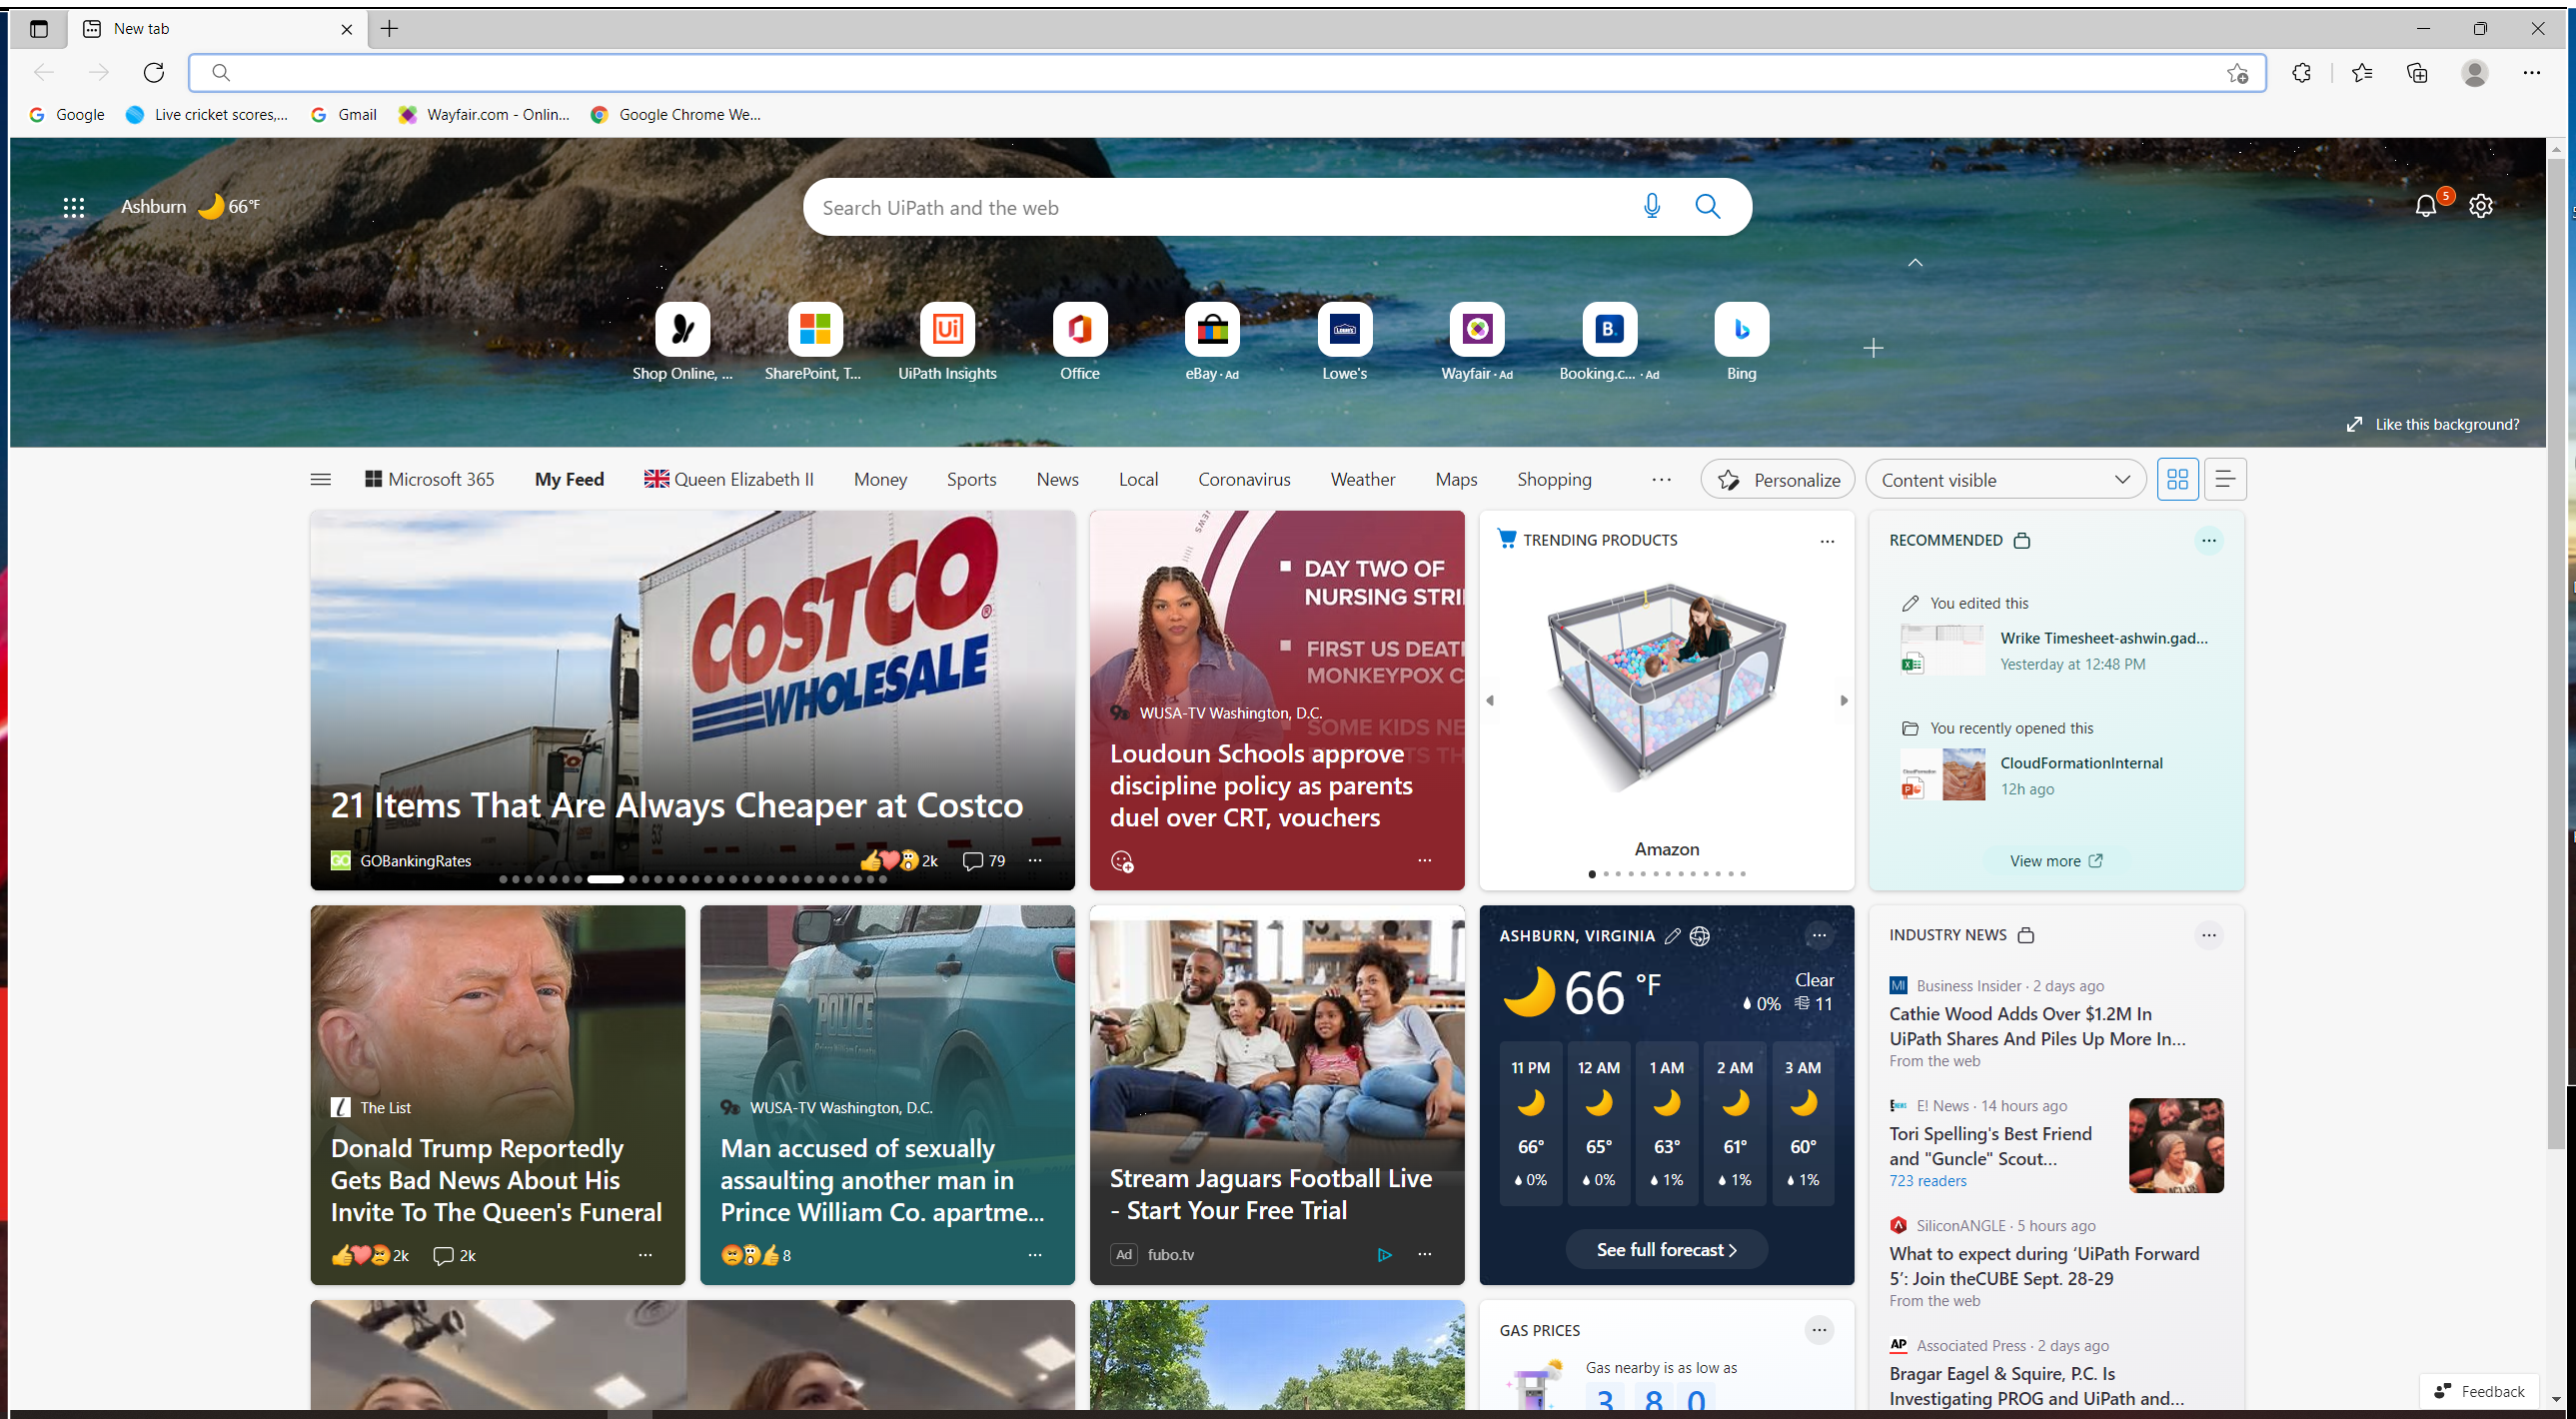 New tab
Google
Live cricket scores,...
Gmail
Wayfair.com - Onlin...
Google Chrome We...
Ashburn
66°F
Search UiPath and the web
5
Shop Online, ...
SharePoint, T...
UiPath Insights
Office
eBay · Ad
Lowe's
Wayfair · Ad
Booking.c... · Ad
Bing
Like this background?
Microsoft 365
My Feed
Queen Elizabeth II
Money
Sports
News
Local
Coronavirus
Weather
Maps
Shopping
Personalize
Content visible
COSTCO
WHOLESALE
53
21 Items That Are Always Cheaper at Costco
GO GOBankingRates
2k
79
DAY TWO OF
NURSING STRI
FIRST US DEAT
MONKEYPOX C
SOME KIDS NE
WUSA-TV Washington, D.C.
Loudoun Schools approve
discipline policy as parents
duel over CRT, vouchers
TRENDING PRODUCTS
Amazon
RECOMMENDED
You edited this
Wrike Timesheet-ashwin.gad...
Yesterday at 12:48 PM
You recently opened this
CloudFormationInternal
12h ago
View more
The List
Donald Trump Reportedly
Gets Bad News About His
Invite To The Queen's Funeral
2k
2k
POLICE
Prince William County
WUSA-TV Washington, D.C.
Man accused of sexually
assaulting another man in
Prince William Co. apartme...
8
Stream Jaguars Football Live
- Start Your Free Trial
Ad fubo.tv
ASHBURN, VIRGINIA
66 °F
Clear
0% 11
11 PM 12 AM 1 AM 2 AM 3 AM
66° 65° 63° 61° 60°
0% 0% 1% 1% 1%
See full forecast
INDUSTRY NEWS
MI Business Insider · 2 days ago
Cathie Wood Adds Over $1.2M In
UiPath Shares And Piles Up More In...
From the web
E! News · 14 hours ago
Tori Spelling's Best Friend
and "Guncle" Scout...
723 readers
SiliconANGLE · 5 hours ago
What to expect during ‘UiPath Forward
5’: Join theCUBE Sept. 28-29
From the web
AP Associated Press · 2 days ago
Bragar Eagel & Squire, P.C. Is
Investigating PROG and UiPath and...
GAS PRICES
Gas nearby is as low as
3 8 0
Feedback